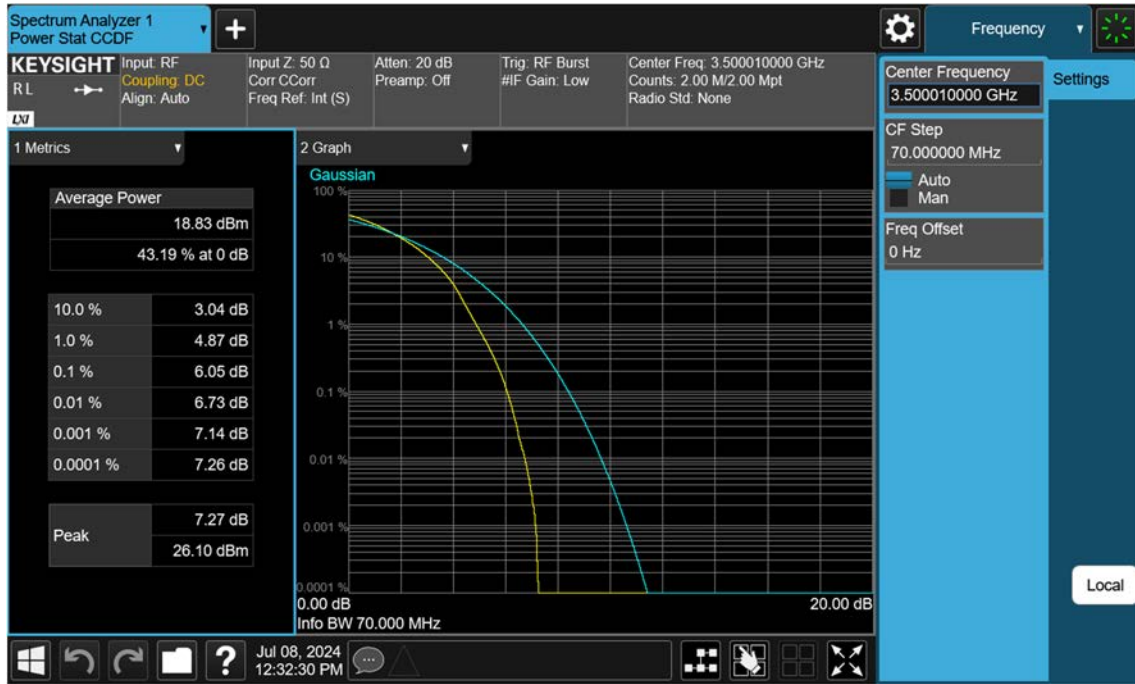 Spectrum Analyzer 1
Power Stat CCDF
+
Frequency
KEYSIGHT
R L
LXI
Input: RF
Coupling: DC
Align: Auto
Input Z: 50 Ω
Corr CCorr
Freq Ref: Int (S)
Atten: 20 dB
Preamp: Off
Trig: RF Burst
#IF Gain: Low
Center Freq: 3.500010000 GHz
Counts: 2.00 M/2.00 Mpt
Radio Std: None
Center Frequency
3.500010000 GHz
Settings
CF Step
70.000000 MHz
Auto
Man
Freq Offset
0 Hz
Local
1 Metrics
Average Power
18.83 dBm
43.19 % at 0 dB
10.0 % 3.04 dB
1.0 % 4.87 dB
0.1 % 6.05 dB
0.01 % 6.73 dB
0.001 % 7.14 dB
0.0001 % 7.26 dB
Peak 7.27 dB
26.10 dBm
2 Graph
Gaussian
100 %
10 %
1 %
0.1 %
0.01 %
0.001 %
0.0001 %
0.00 dB 20.00 dB
Info BW 70.000 MHz
?
Jul 08, 2024
12:32:30 PM